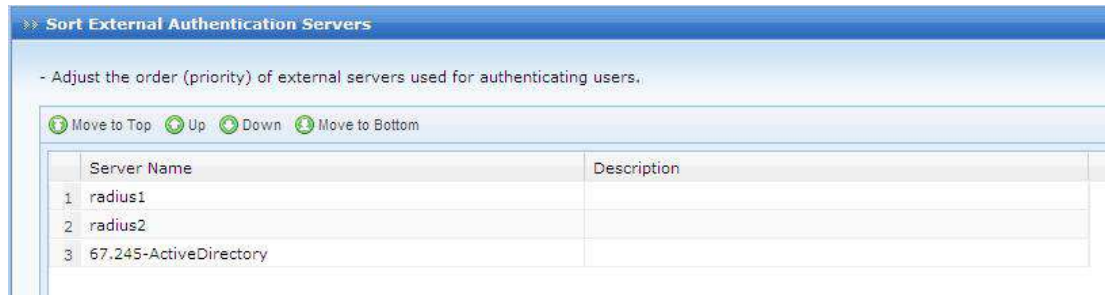 Sort External Authentication Servers
- Adjust the order (priority) of external servers used for authenticating users.
Move to Top Up Down Move to Bottom
Server Name Description
1 radius1
2 radius2
3 67.245-ActiveDirectory